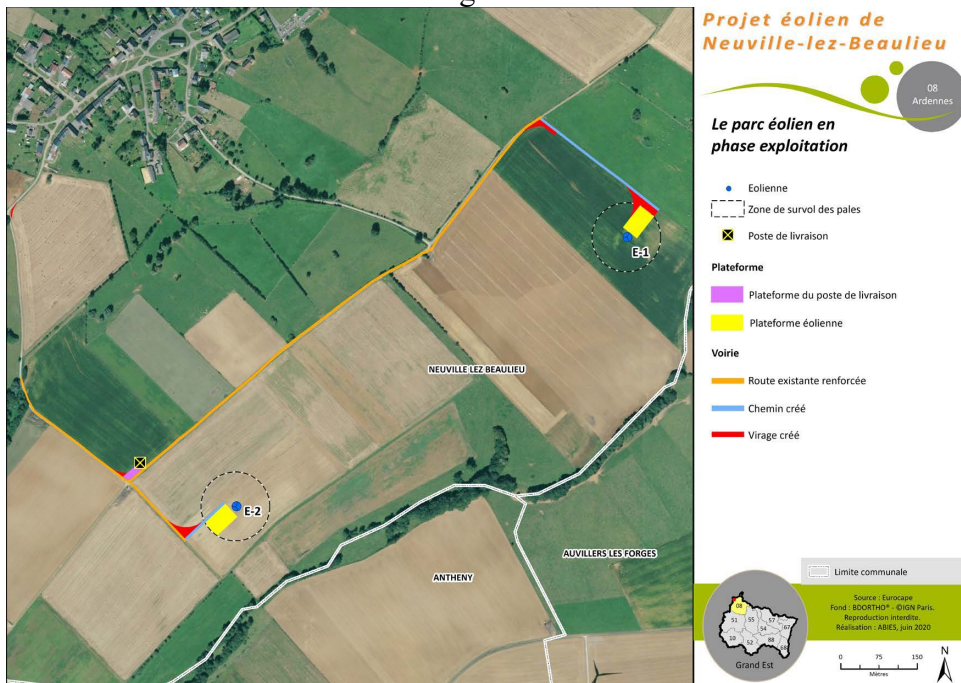 Projet éolien de
Neuville-lez-Beaulieu
08
Ardennes
Le parc éolien en
phase exploitation
Eolienne
Zone de survol des pales
Poste de livraison
Plateforme
Plateforme du poste de livraison
Plateforme éolienne
Voirie
Route existante renforcée
Chemin créé
Virage créé
E-1
NEUVILLE LEZ BEAULIEU
E-2
AUVILLERS LES FORGES
ANTHENY
Limite communale
Source : Eurocape
Fond : BDORTHO® - ©IGN Paris.
Reproduction interdite.
Réalisation : ABIES, juin 2020
08
51 55 57
54 67
10 52 88
68
Grand Est
0 75 150
Mètres
N